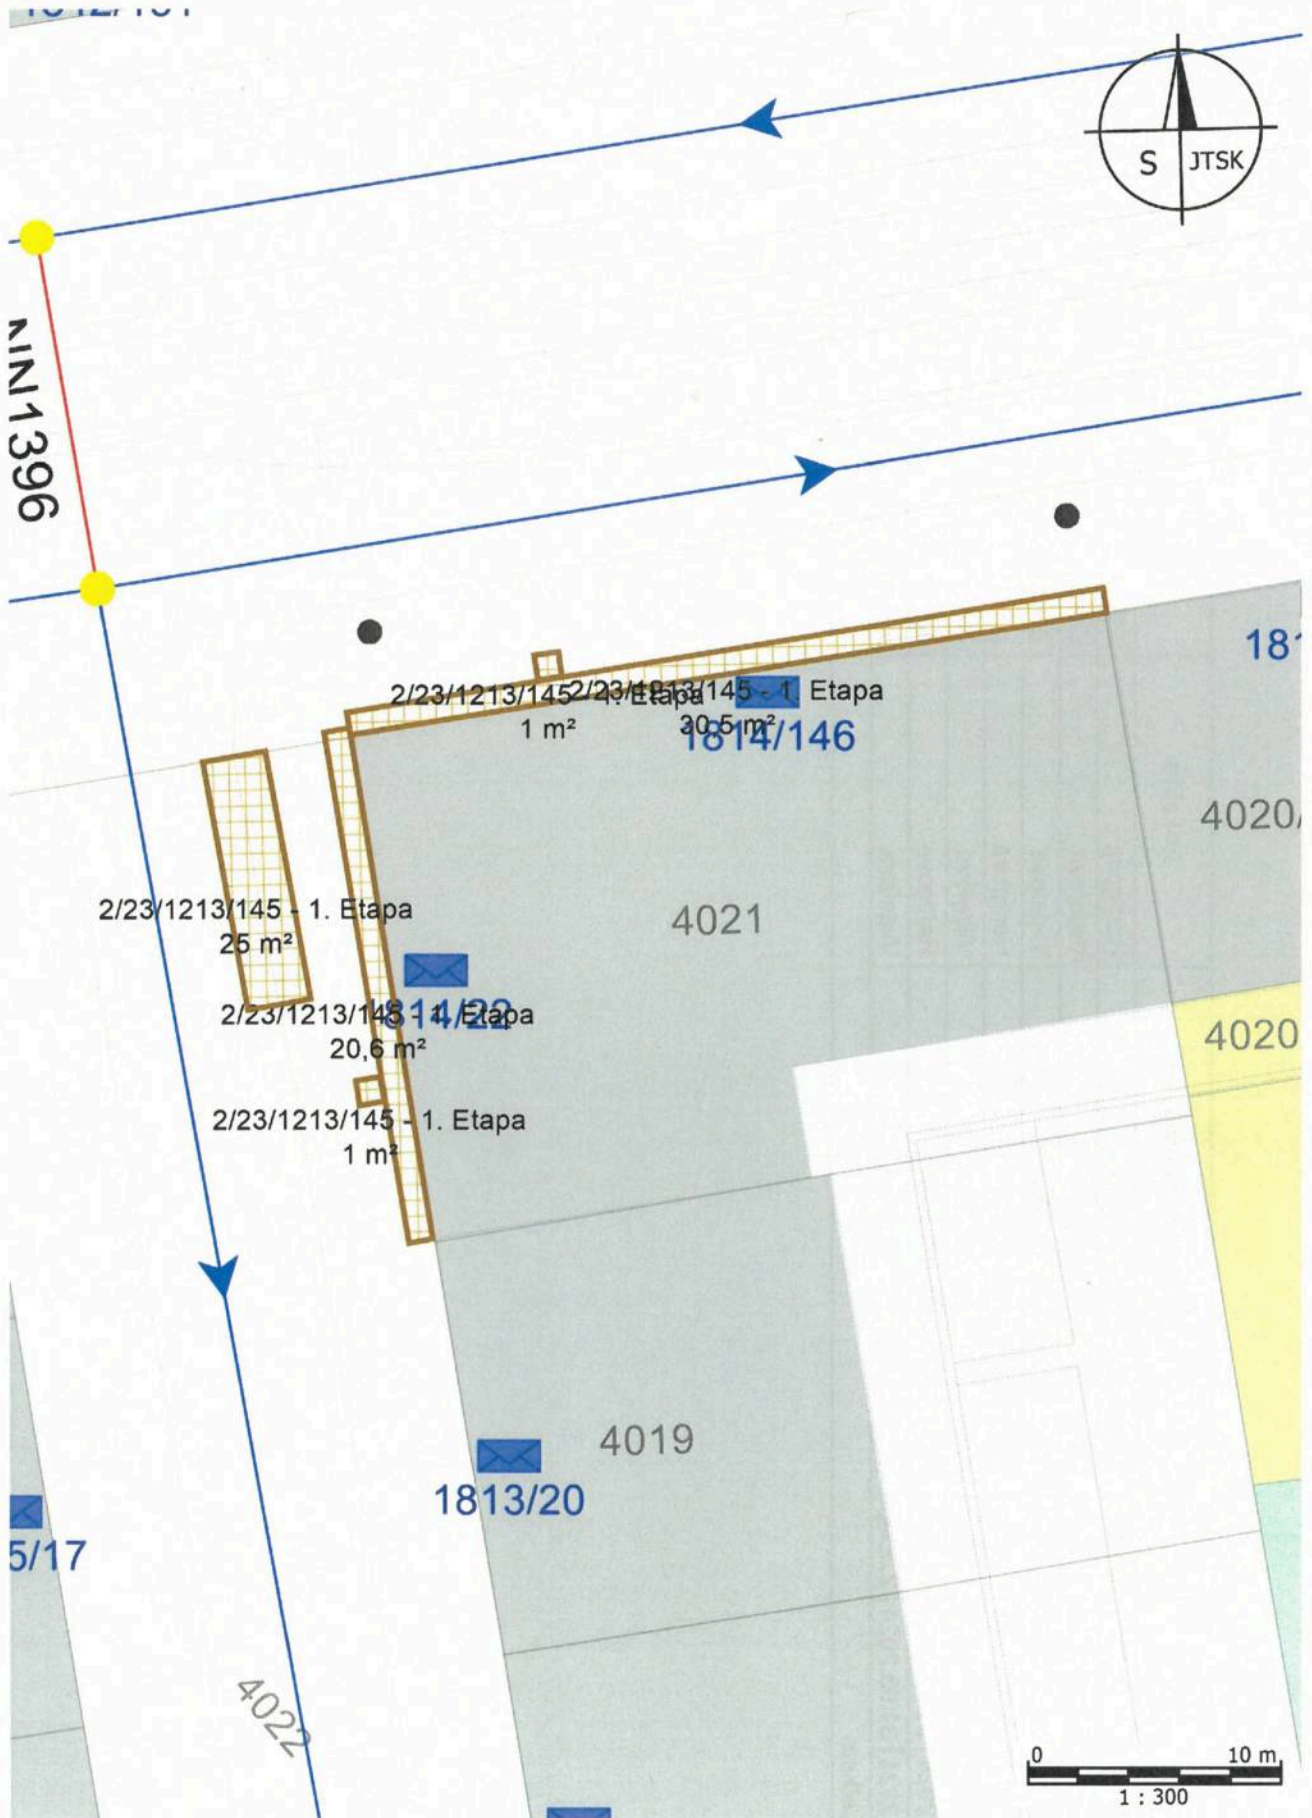 S JTSK
NN1396
181
2/23/1213/145 - 1. Etapa
1 m²
2/23/1213/145 - 1. Etapa
30,5 m²
1814/146
4020/
4021
2/23/1213/145 - 1. Etapa
25 m²
1814/22
2/23/1213/145 - 1. Etapa
20,6 m²
4020
2/23/1213/145 - 1. Etapa
1 m²
4019
1813/20
5/17
4022
0 10 m
1 : 300